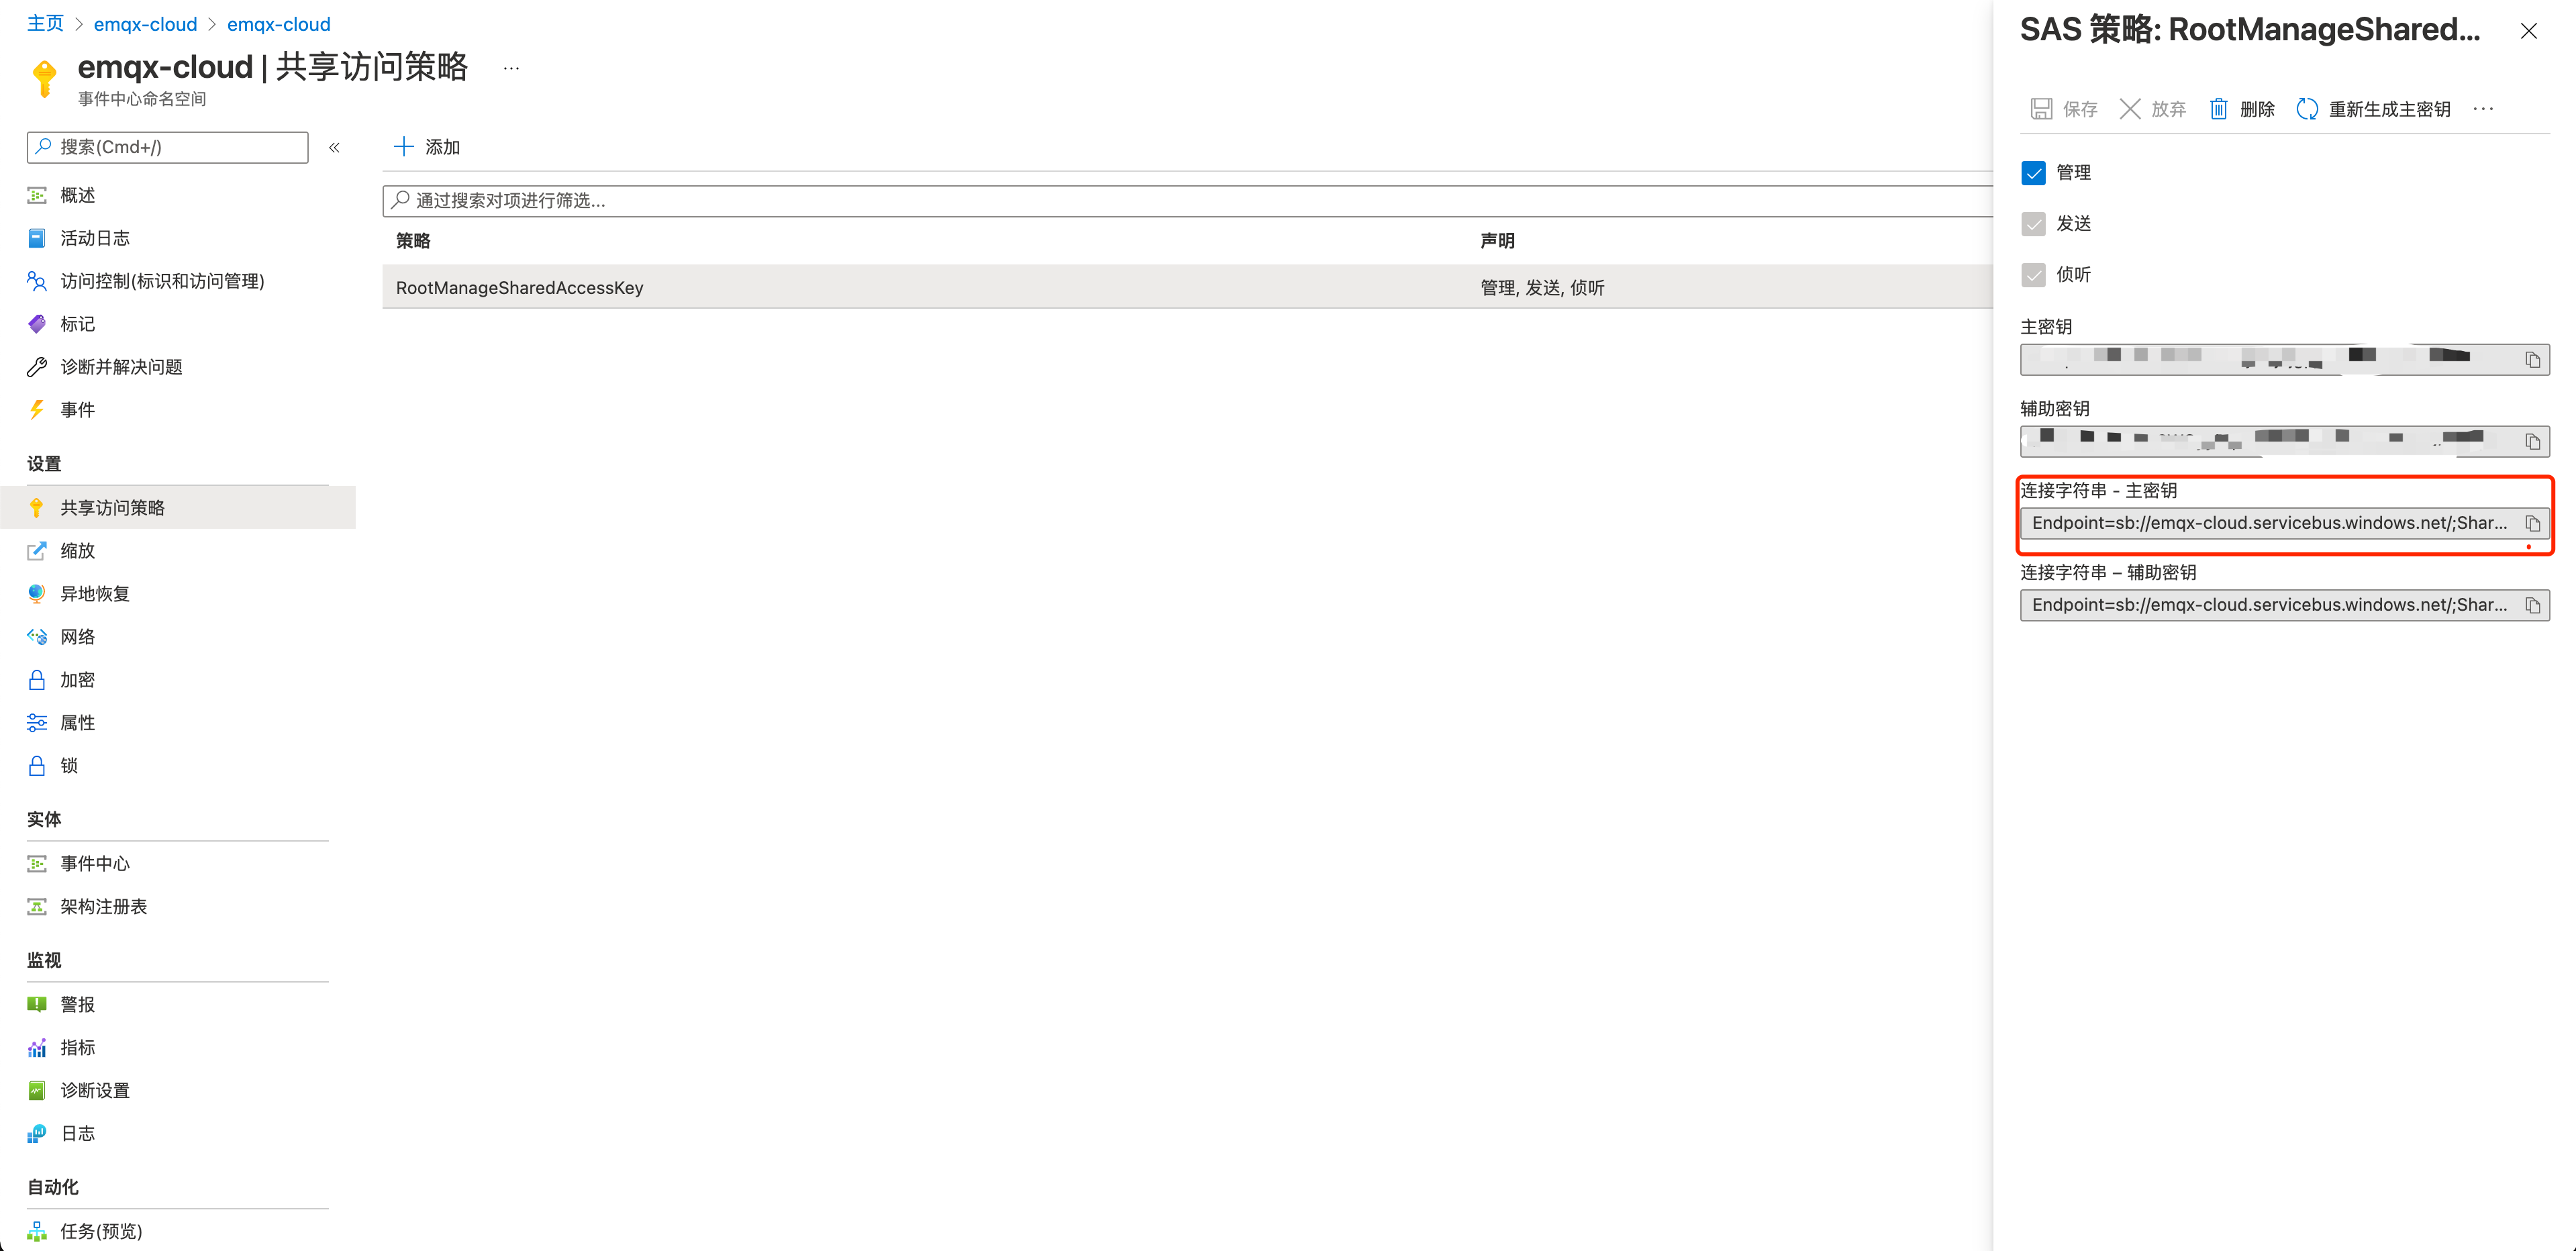 主页 > emqx-cloud > emqx-cloud
emqx-cloud | 共享访问策略 ...
事件中心命名空间
搜索(Cmd+/) «
概述
活动日志
访问控制(标识和访问管理)
标记
诊断并解决问题
事件
设置
共享访问策略
缩放
异地恢复
网络
加密
属性
锁
实体
事件中心
架构注册表
监视
警报
指标
诊断设置
日志
自动化
任务(预览)
添加
通过搜索对项进行筛选...
策略 声明
RootManageSharedAccessKey 管理, 发送, 侦听
SAS 策略: RootManageShared...
保存 放弃 删除 重新生成主密钥 ...
管理
发送
侦听
主密钥
辅助密钥
连接字符串 - 主密钥
Endpoint=sb://emqx-cloud.servicebus.windows.net/;Shar...
连接字符串 – 辅助密钥
Endpoint=sb://emqx-cloud.servicebus.windows.net/;Shar...